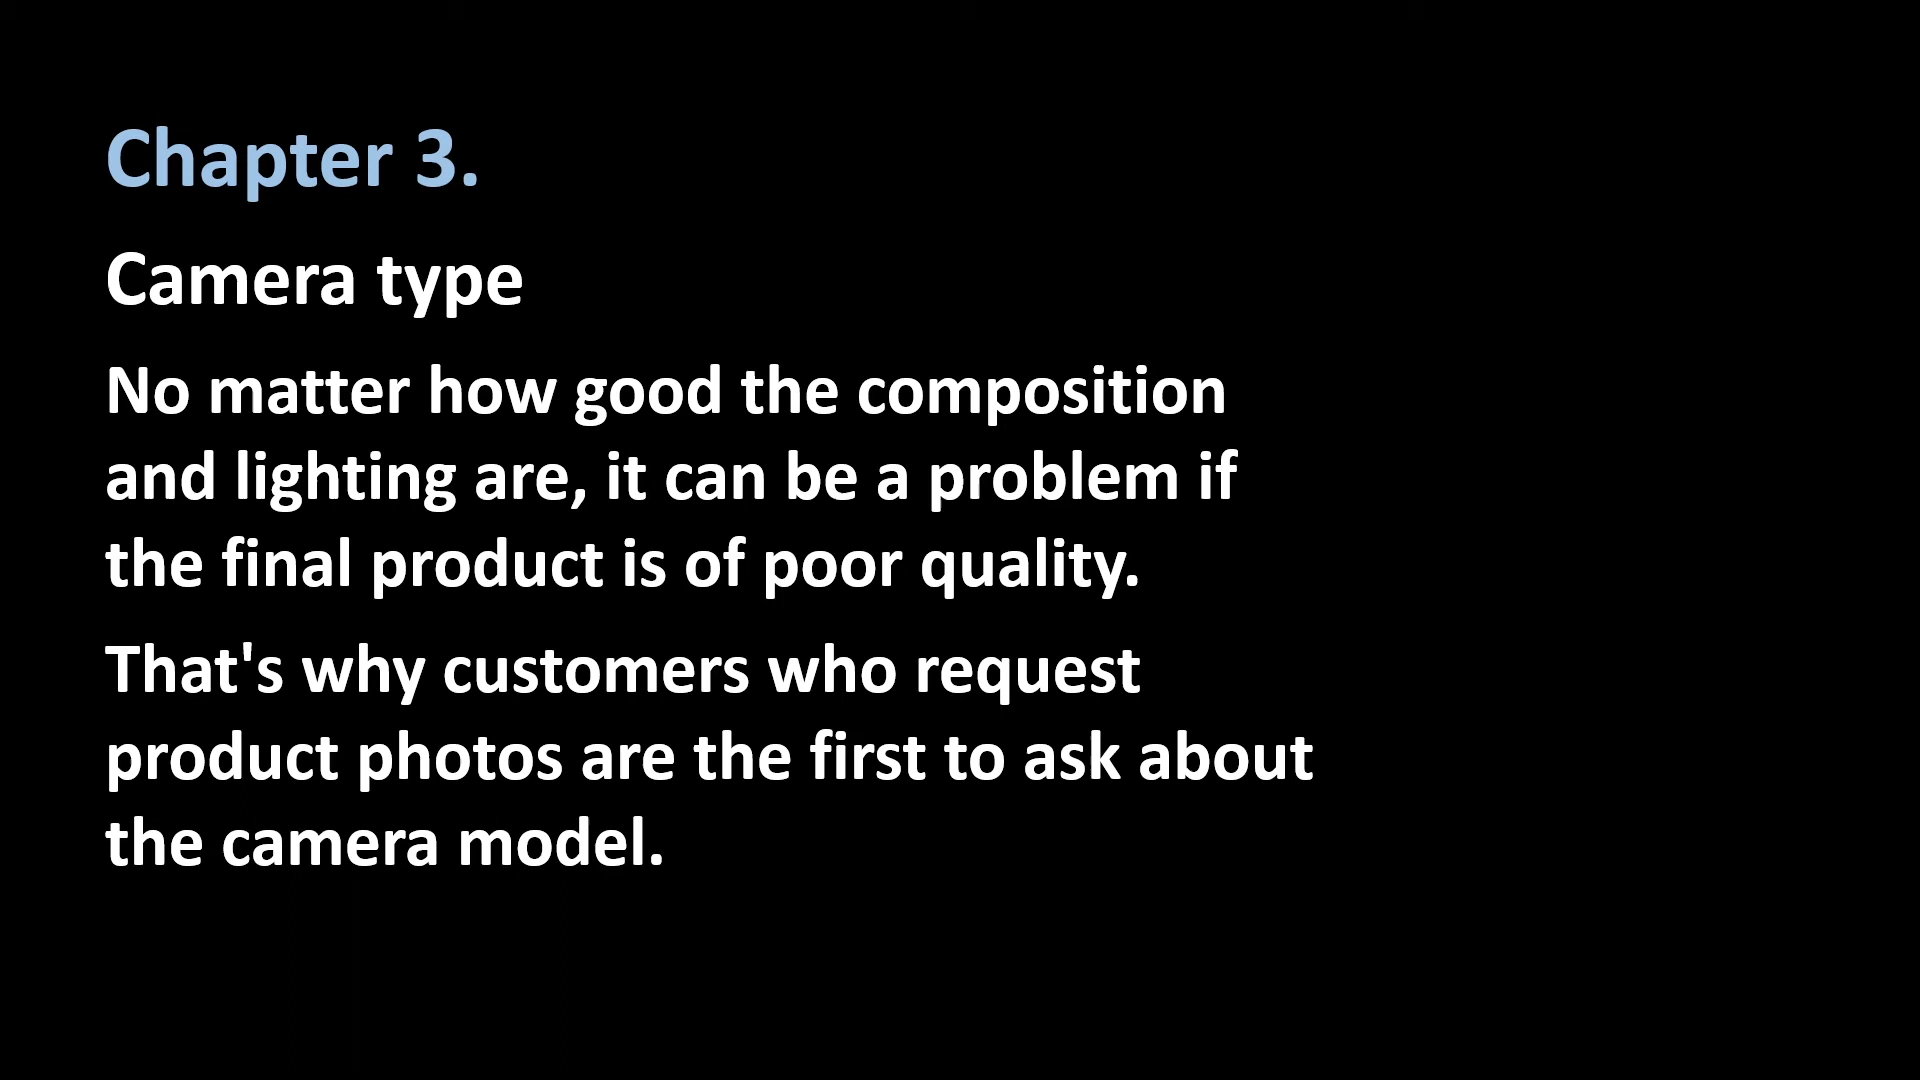 Chapter 3.
Camera type
No matter how good the composition
and lighting are, it can be a problem if
the final product is of poor quality.
That's why customers who request
product photos are the first to ask about
the camera model.